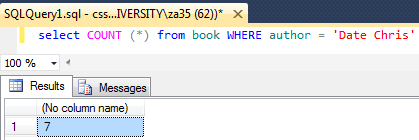 SQLQuery1.sql - css...IVERSITY\za35 (62))*
select COUNT (*) from book WHERE author = 'Date Chris'
100 %
Results
Messages
(No column name)
1
7